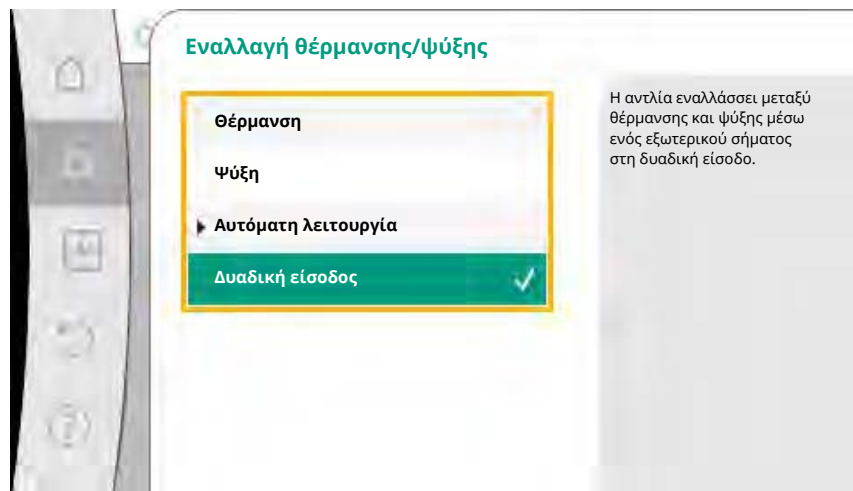 Εναλλαγή θέρμανσης/ψύξης
Θέρμανση
Ψύξη
Αυτόματη λειτουργία
Δυαδική είσοδος
Η αντλία εναλλάσσει μεταξύ
θέρμανσης και ψύξης μέσω
ενός εξωτερικού σήματος
στη δυαδική είσοδο.